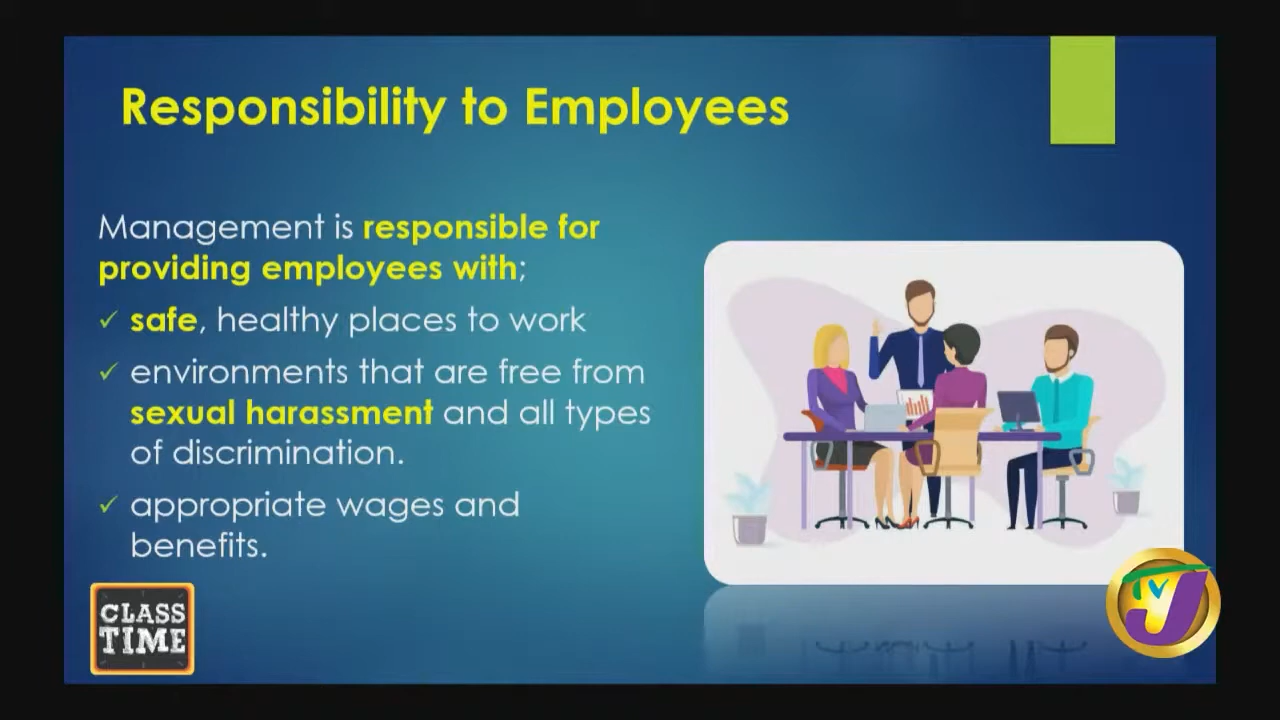 Responsibility to Employees
Management is responsible for
providing employees with;
✓ safe, healthy places to work
✓ environments that are free from
sexual harassment and all types
of discrimination.
✓ appropriate wages and
benefits.
CLASS
TIME
TVJ